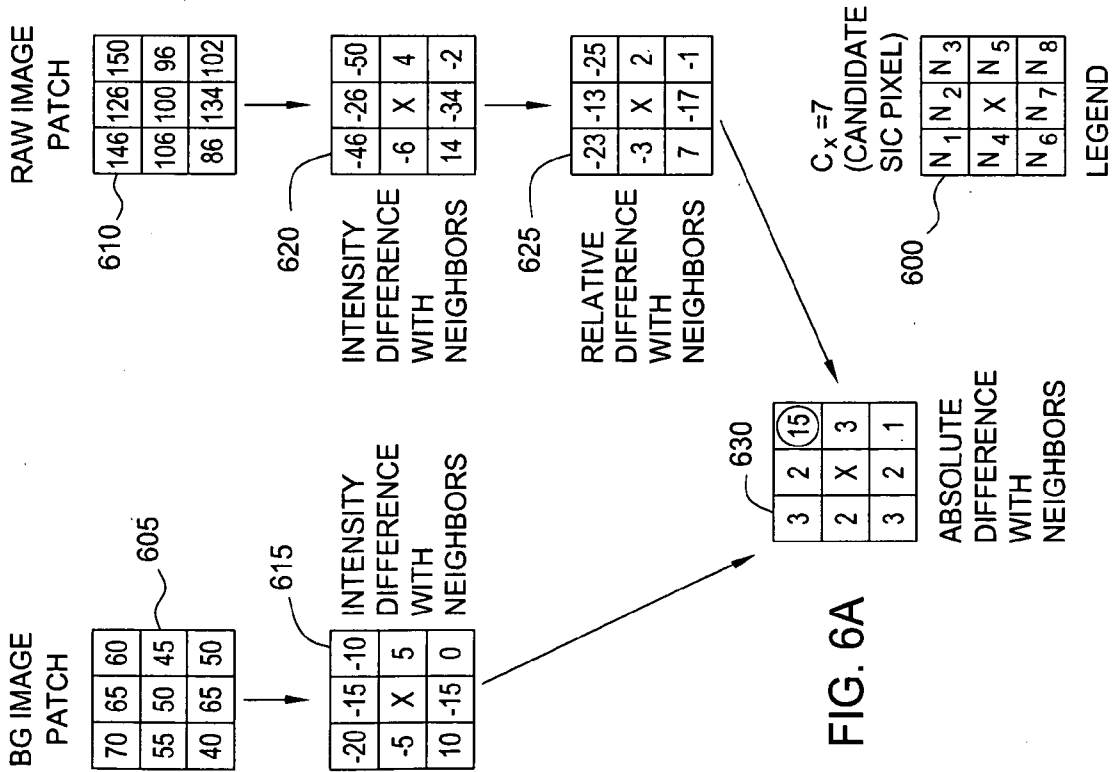 BG IMAGE
PATCH
605
70 65 60
55 50 45
40 65 50
615
-20 -15 -10
-5 X 5
10 -15 0
INTENSITY
DIFFERENCE
WITH
NEIGHBORS
RAW IMAGE
PATCH
610
146 126 150
106 100 96
86 134 102
620
INTENSITY
DIFFERENCE
WITH
NEIGHBORS
-46 -26 -50
-6 X 4
14 -34 -2
625
RELATIVE
DIFFERENCE
WITH
NEIGHBORS
-23 -13 -25
-3 X 2
7 -17 -1
630
3 2 15
2 X 3
3 2 1
ABSOLUTE
DIFFERENCE
WITH
NEIGHBORS
C x =7
(CANDIDATE
SIC PIXEL)
600
N1 N2 N3
N4 X N5
N6 N7 N8
LEGEND
FIG. 6A